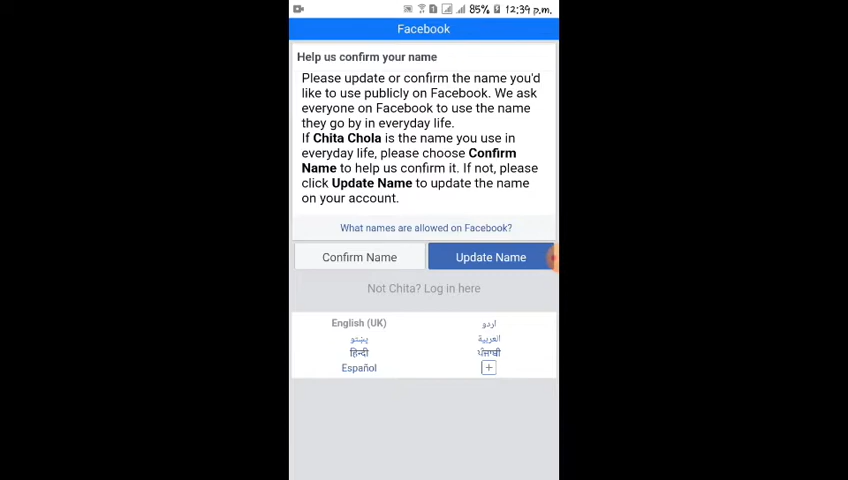 85% 12:39 p.m.
Facebook
Help us confirm your name
Please update or confirm the name you'd
like to use publicly on Facebook. We ask
everyone on Facebook to use the name
they go by in everyday life.
If Chita Chola is the name you use in
everyday life, please choose Confirm
Name to help us confirm it. If not, please
click Update Name to update the name
on your account.
What names are allowed on Facebook?
Confirm Name Update Name
Not Chita? Log in here
English (UK) اردو
پښتو العربية
हिन्दी ਪੰਜਾਬੀ
Español +